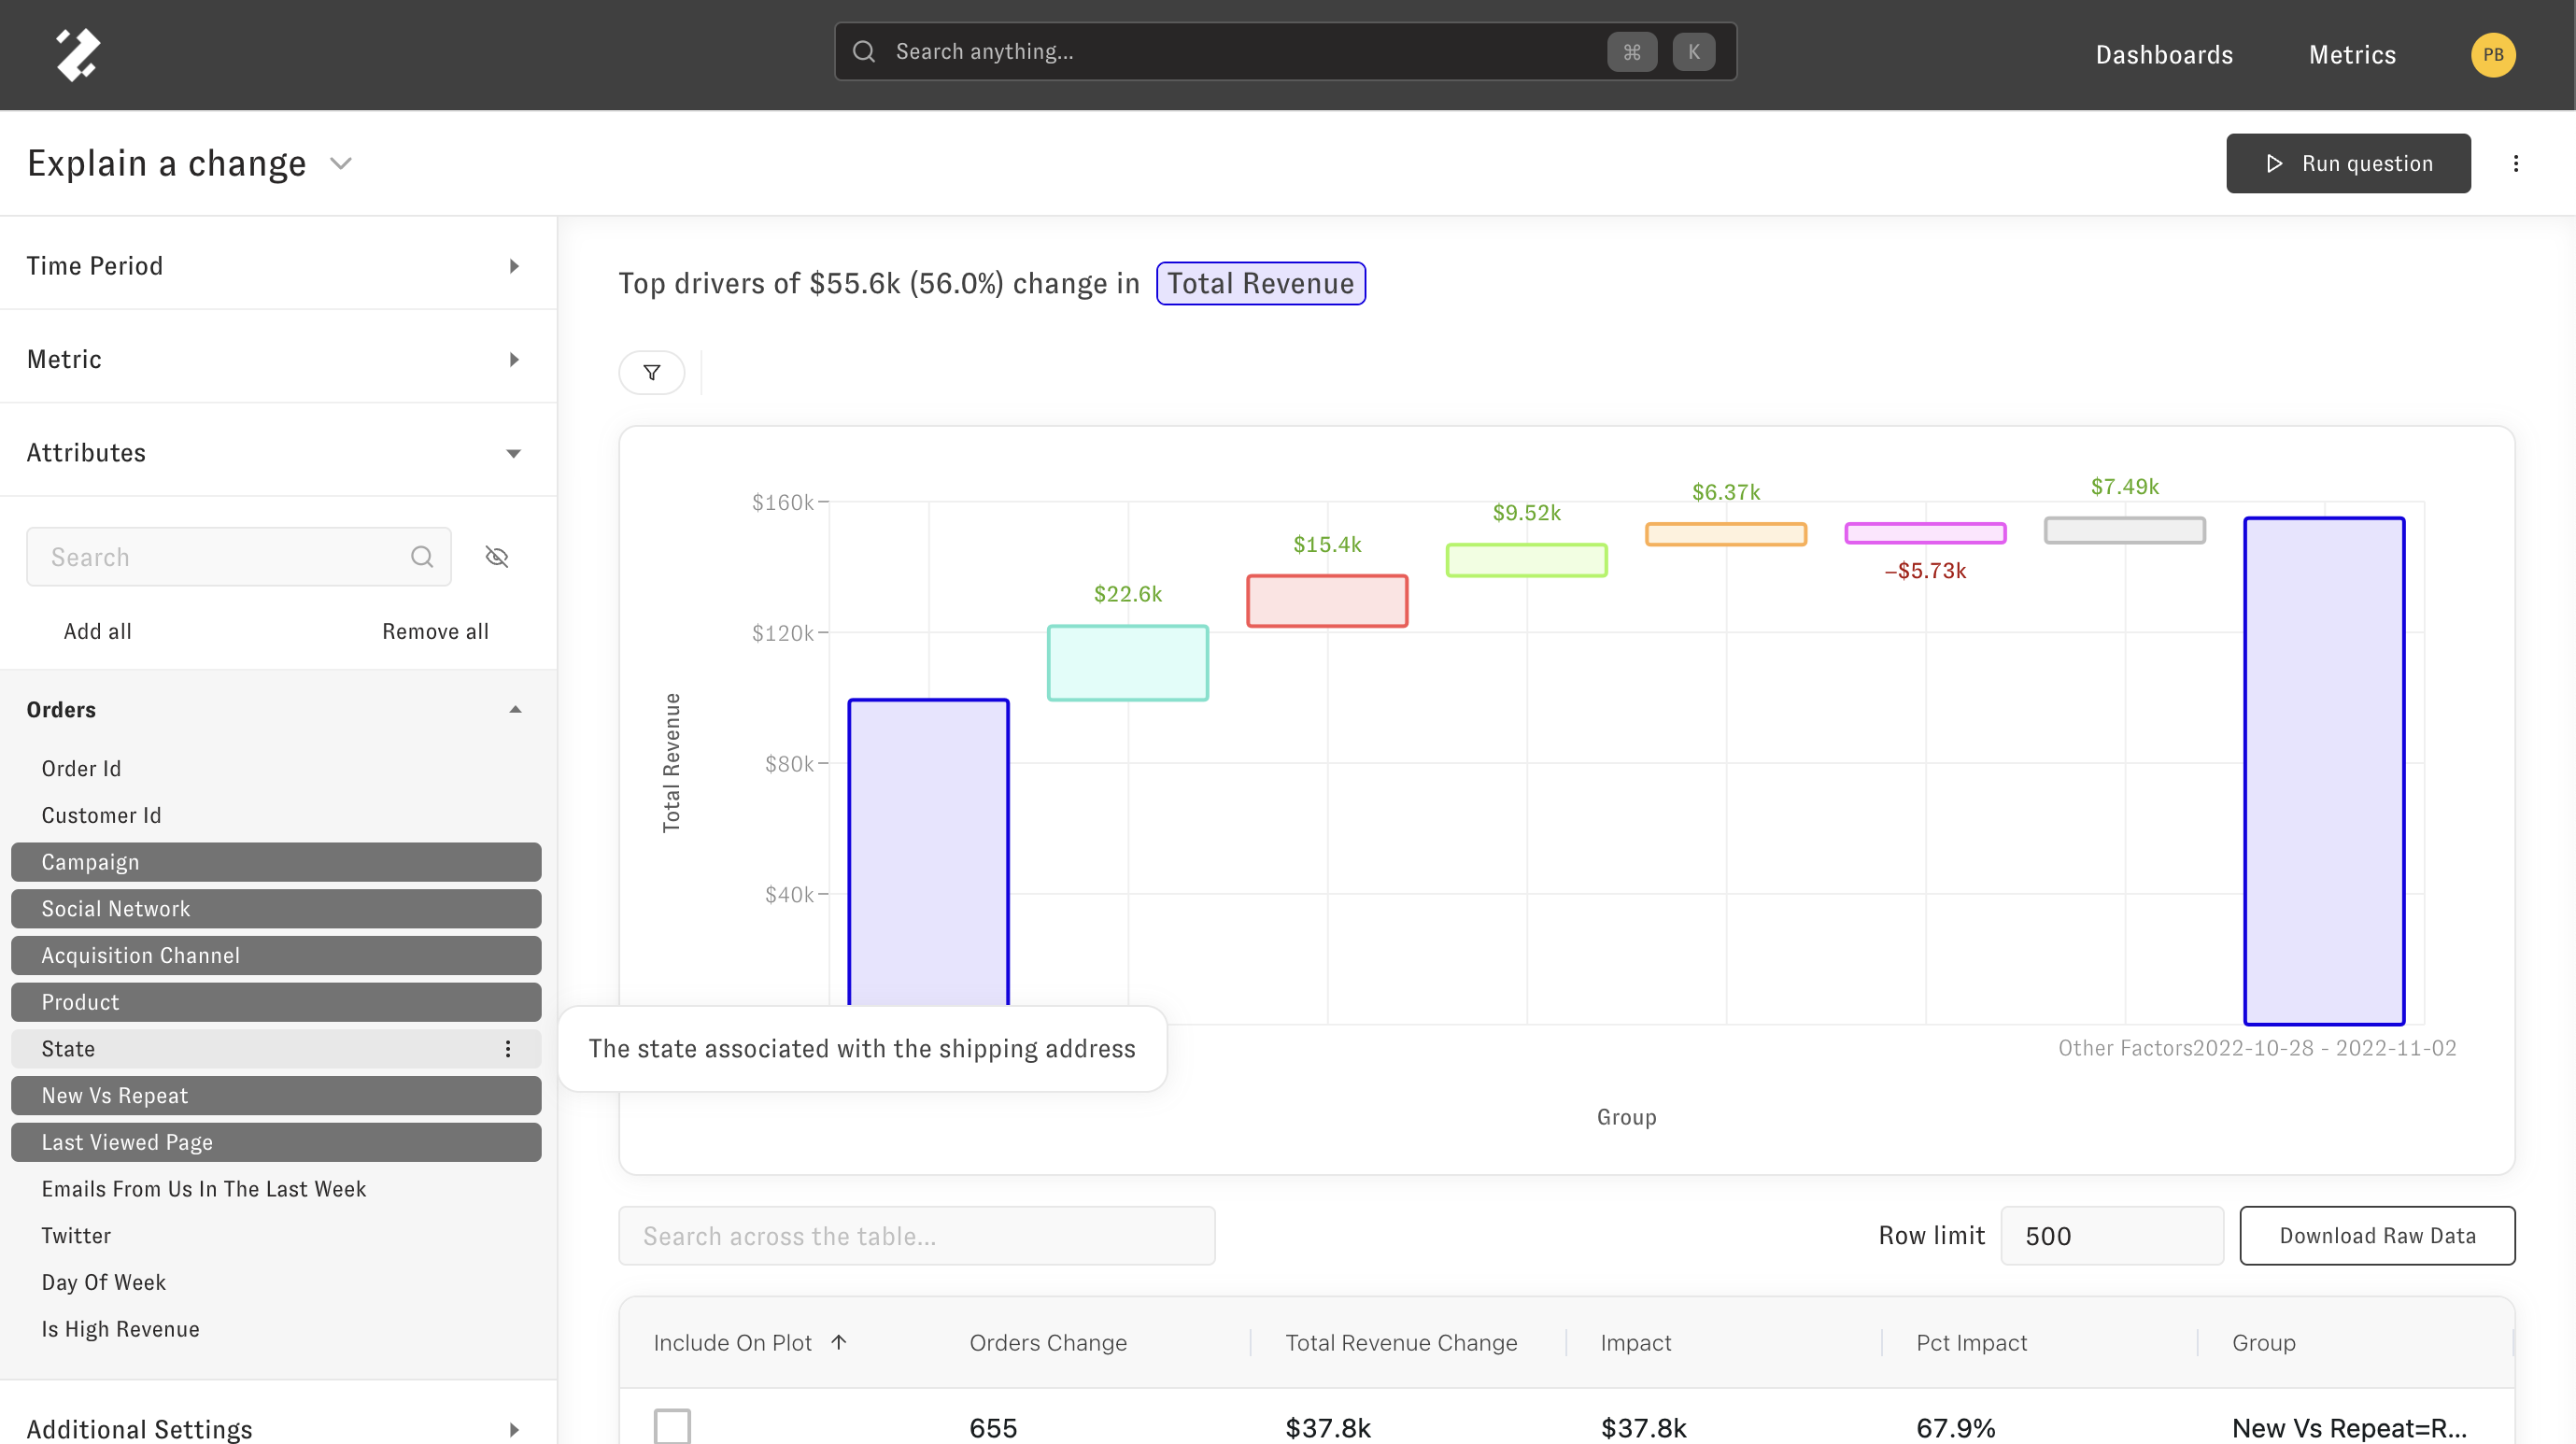 Search anything...
⌘
K
Dashboards
Metrics
PB
Explain a change
Run question
Time Period
Metric
Attributes
Search
Add all
Remove all
Orders
Order Id
Customer Id
Campaign
Social Network
Acquisition Channel
Product
State
New Vs Repeat
Last Viewed Page
Emails From Us In The Last Week
Twitter
Day Of Week
Is High Revenue
Additional Settings
Top drivers of $55.6k (56.0%) change in Total Revenue
$160k
$120k
$80k
$40k
Total Revenue
$22.6k
$15.4k
$9.52k
$6.37k
–$5.73k
$7.49k
The state associated with the shipping address
Other Factors
2022-10-28 - 2022-11-02
Group
Search across the table...
Row limit
500
Download Raw Data
Include On Plot
Orders Change
Total Revenue Change
Impact
Pct Impact
Group
655
$37.8k
$37.8k
67.9%
New Vs Repeat=R...